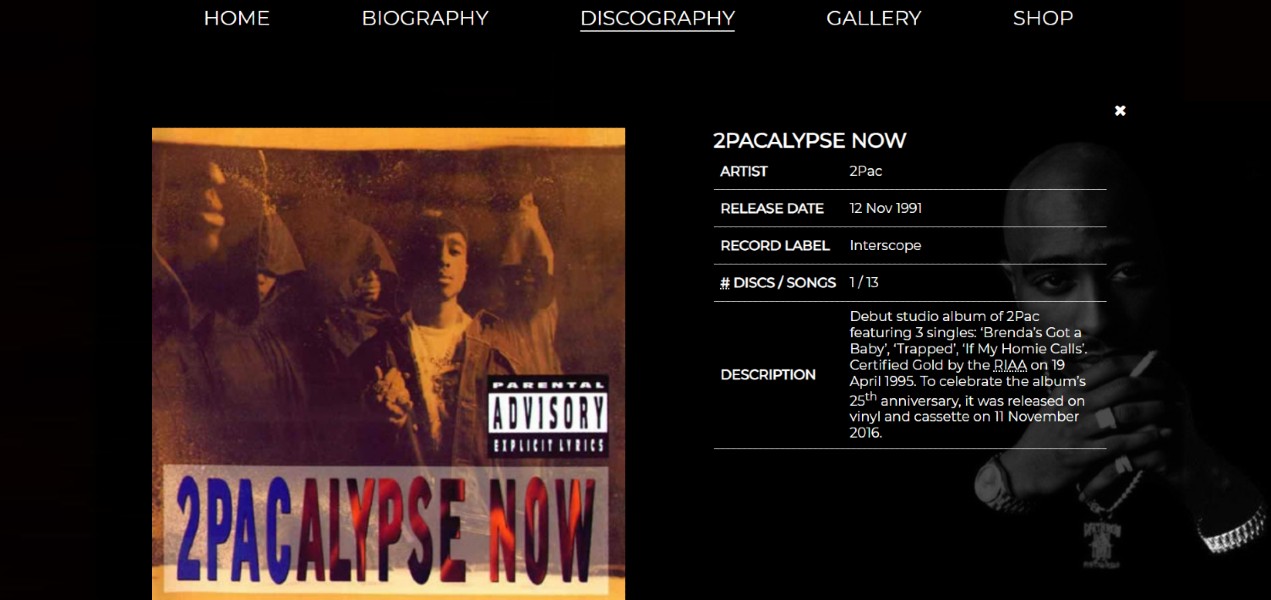 HOME BIOGRAPHY DISCOGRAPHY GALLERY SHOP
✖
2PACALYPSE NOW
ARTIST 2Pac
RELEASE DATE 12 Nov 1991
RECORD LABEL Interscope
# DISCS / SONGS 1 / 13
DESCRIPTION
Debut studio album of 2Pac
featuring 3 singles: ‘Brenda’s Got a
Baby’, ‘Trapped’, ‘If My Homie Calls’.
Certified Gold by the RIAA on 19
April 1995. To celebrate the album’s
25th anniversary, it was released on
vinyl and cassette on 11 November
2016.
PARENTAL
ADVISORY
EXPLICIT LYRICS
2PACALYPSE NOW